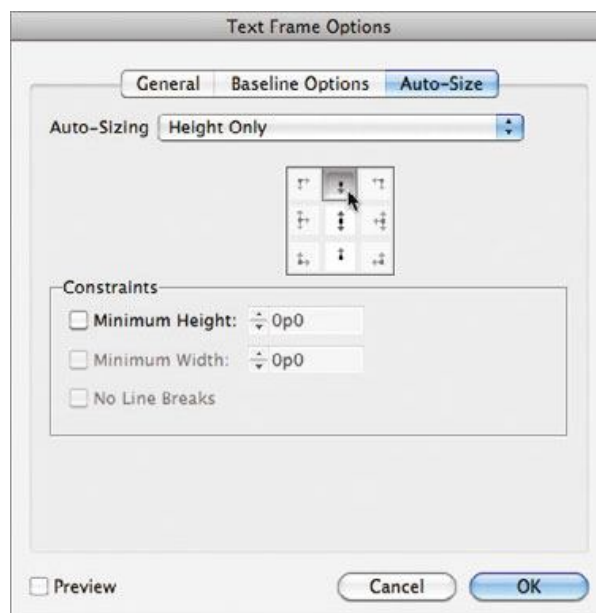 Text Frame Options
General Baseline Options Auto-Size
Auto-Sizing Height Only
Constraints
Minimum Height: 0p0
Minimum Width: 0p0
No Line Breaks
Preview Cancel OK